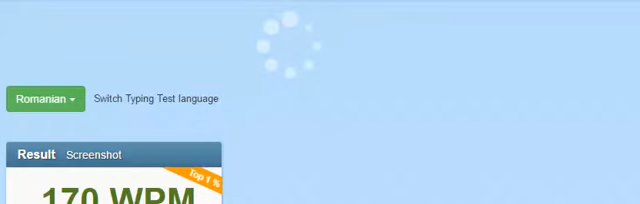 Romanian Switch Typing Test language
Result Screenshot
Top 1 %
170 WPM